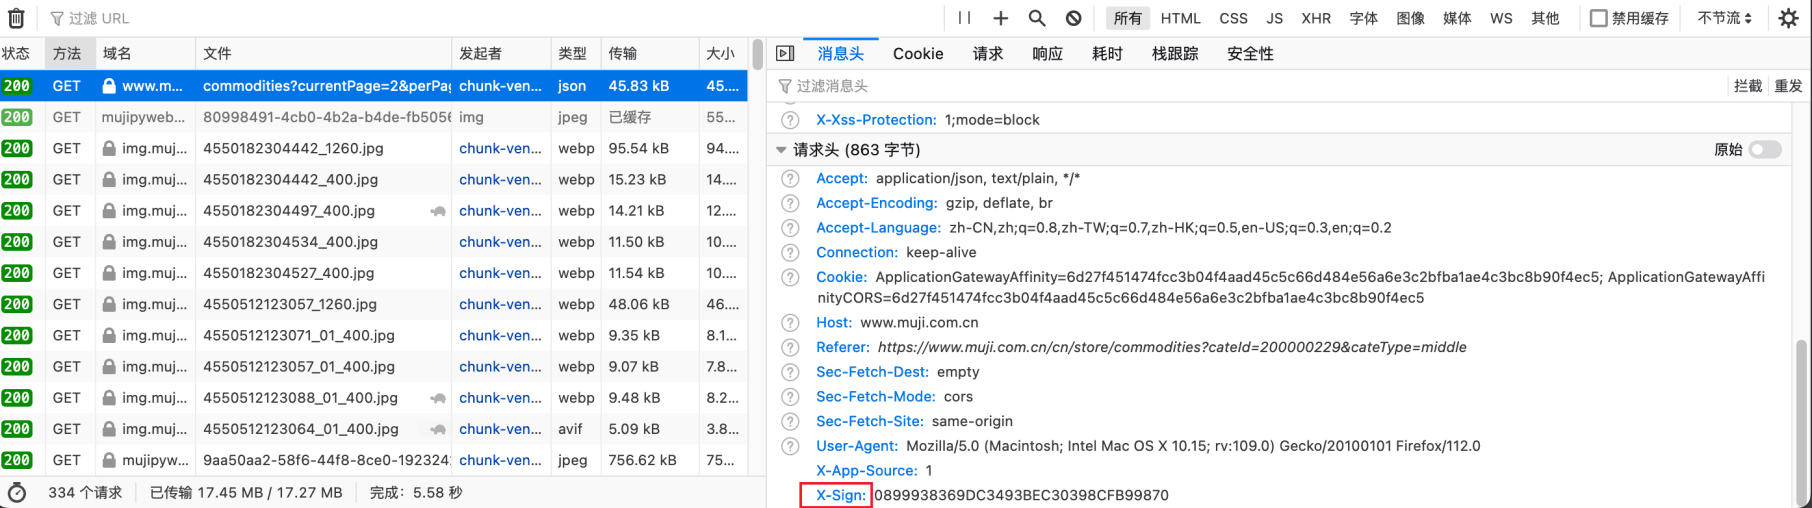 过滤 URL
所有 HTML CSS JS XHR 字体 图像 媒体 WS 其他 禁用缓存 不节流
状态 方法 域名 文件 发起者 类型 传输 大小
200 GET www.m... commodities?currentPage=2&perPag chunk-ven... json 45.83 kB 45....
200 GET mujipyweb... 80998491-4cb0-4b2a-b4de-fb5056 img jpeg 已缓存 55...
200 GET img.muj... 4550182304442_1260.jpg chunk-ven... webp 95.54 kB 94....
200 GET img.muj... 4550182304442_400.jpg chunk-ven... webp 15.23 kB 14....
200 GET img.muj... 4550182304497_400.jpg chunk-ven... webp 14.21 kB 12....
200 GET img.muj... 4550182304534_400.jpg chunk-ven... webp 11.50 kB 10....
200 GET img.muj... 4550182304527_400.jpg chunk-ven... webp 11.54 kB 10....
200 GET img.muj... 4550512123057_1260.jpg chunk-ven... webp 48.06 kB 46....
200 GET img.muj... 4550512123071_01_400.jpg chunk-ven... webp 9.35 kB 8.1...
200 GET img.muj... 4550512123057_01_400.jpg chunk-ven... webp 9.07 kB 7.8...
200 GET img.muj... 4550512123088_01_400.jpg chunk-ven... webp 9.48 kB 8.2...
200 GET img.muj... 4550512123064_01_400.jpg chunk-ven... avif 5.09 kB 3.8...
200 GET mujipyw... 9aa50aa2-58f6-44f8-8ce0-192324 chunk-ven... jpeg 756.62 kB 75...
334 个请求 已传输 17.45 MB / 17.27 MB 完成：5.58 秒
消息头 Cookie 请求 响应 耗时 栈跟踪 安全性
过滤消息头 拦截 重发
X-Xss-Protection: 1;mode=block
请求头 (863 字节) 原始
Accept: application/json, text/plain, */*
Accept-Encoding: gzip, deflate, br
Accept-Language: zh-CN,zh;q=0.8,zh-TW;q=0.7,zh-HK;q=0.5,en-US;q=0.3,en;q=0.2
Connection: keep-alive
Cookie: ApplicationGatewayAffinity=6d27f451474fcc3b04f4aad45c5c66d484e56a6e3c2bfba1ae4c3bc8b90f4ec5; ApplicationGatewayAffi
nityCORS=6d27f451474fcc3b04f4aad45c5c66d484e56a6e3c2bfba1ae4c3bc8b90f4ec5
Host: www.muji.com.cn
Referer: https://www.muji.com.cn/cn/store/commodities?cateId=200000229&cateType=middle
Sec-Fetch-Dest: empty
Sec-Fetch-Mode: cors
Sec-Fetch-Site: same-origin
User-Agent: Mozilla/5.0 (Macintosh; Intel Mac OS X 10.15; rv:109.0) Gecko/20100101 Firefox/112.0
X-App-Source: 1
X-Sign: 0899938369DC3493BEC30398CFB99870